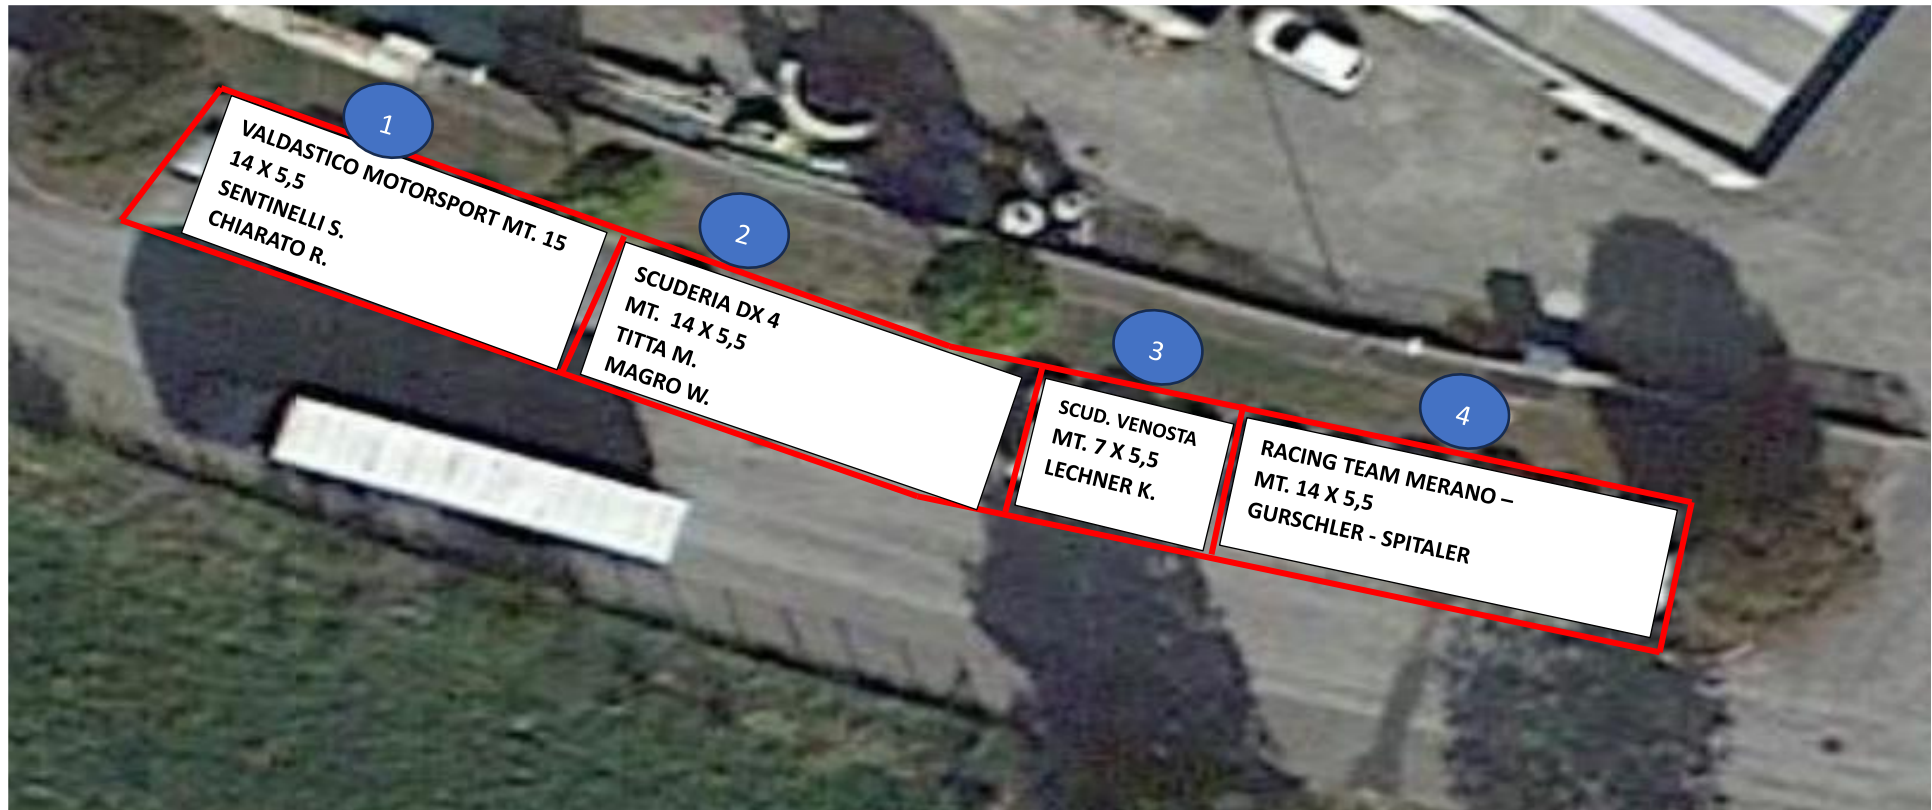 1
VALDASTICO MOTORSPORT MT. 15
14 X 5,5
SENTINELLI S.
CHIARATO R.
2
SCUDERIA DX 4
MT. 14 X 5,5
TITTA M.
MAGRO W.
3
SCUD. VENOSTA
MT. 7 X 5,5
LECHNER K.
4
RACING TEAM MERANO –
MT. 14 X 5,5
GURSCHLER - SPITALER